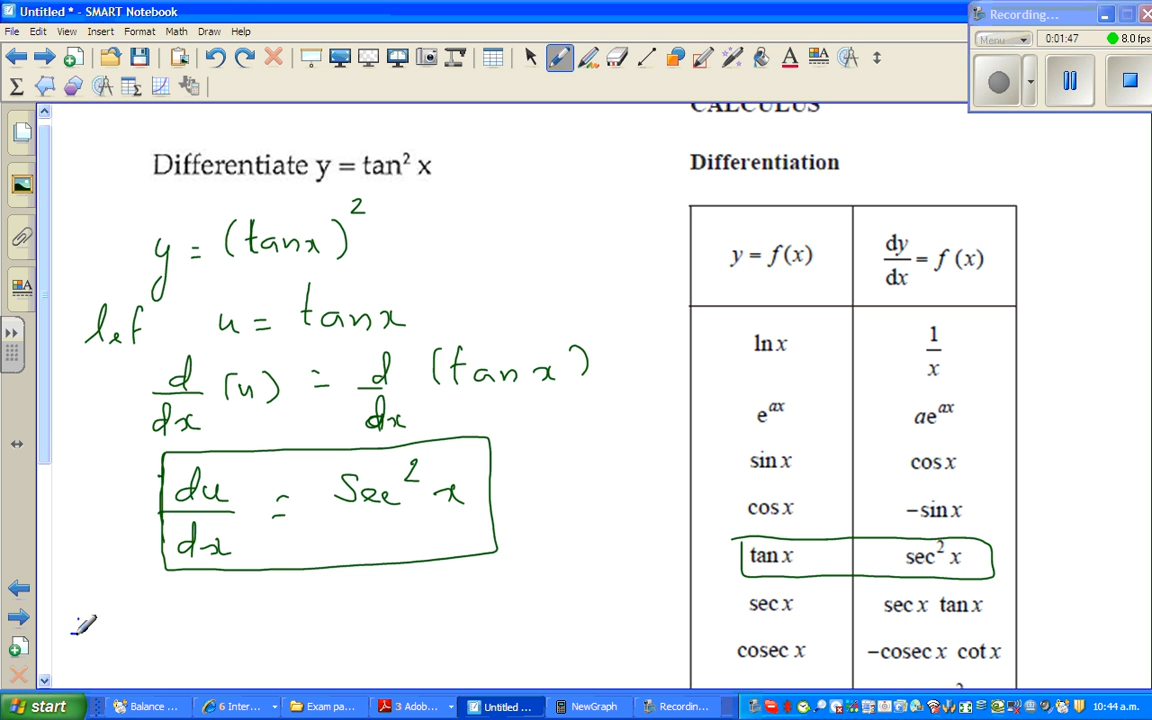 Untitled * - SMART Notebook
Recording...
File Edit View Insert Format Math Draw Help
Menu
0:01:47
8.0 fps
CALCULUS
Differentiate y = tan² x
Differentiation
y = (tanx)²
let u = tanx
d/dx (u) = d/dx (tanx)
du/dx = Sec² x
y = f(x) dy/dx = f (x)
ln x 1/x
e^ax ae^ax
sin x cos x
cos x −sin x
tan x sec² x
sec x sec x tan x
cosec x −cosec x cot x
start
Balance ...
6 Inter...
Exam pa...
3 Adob...
Untitled ...
NewGraph
Recordin...
10:44 a.m.